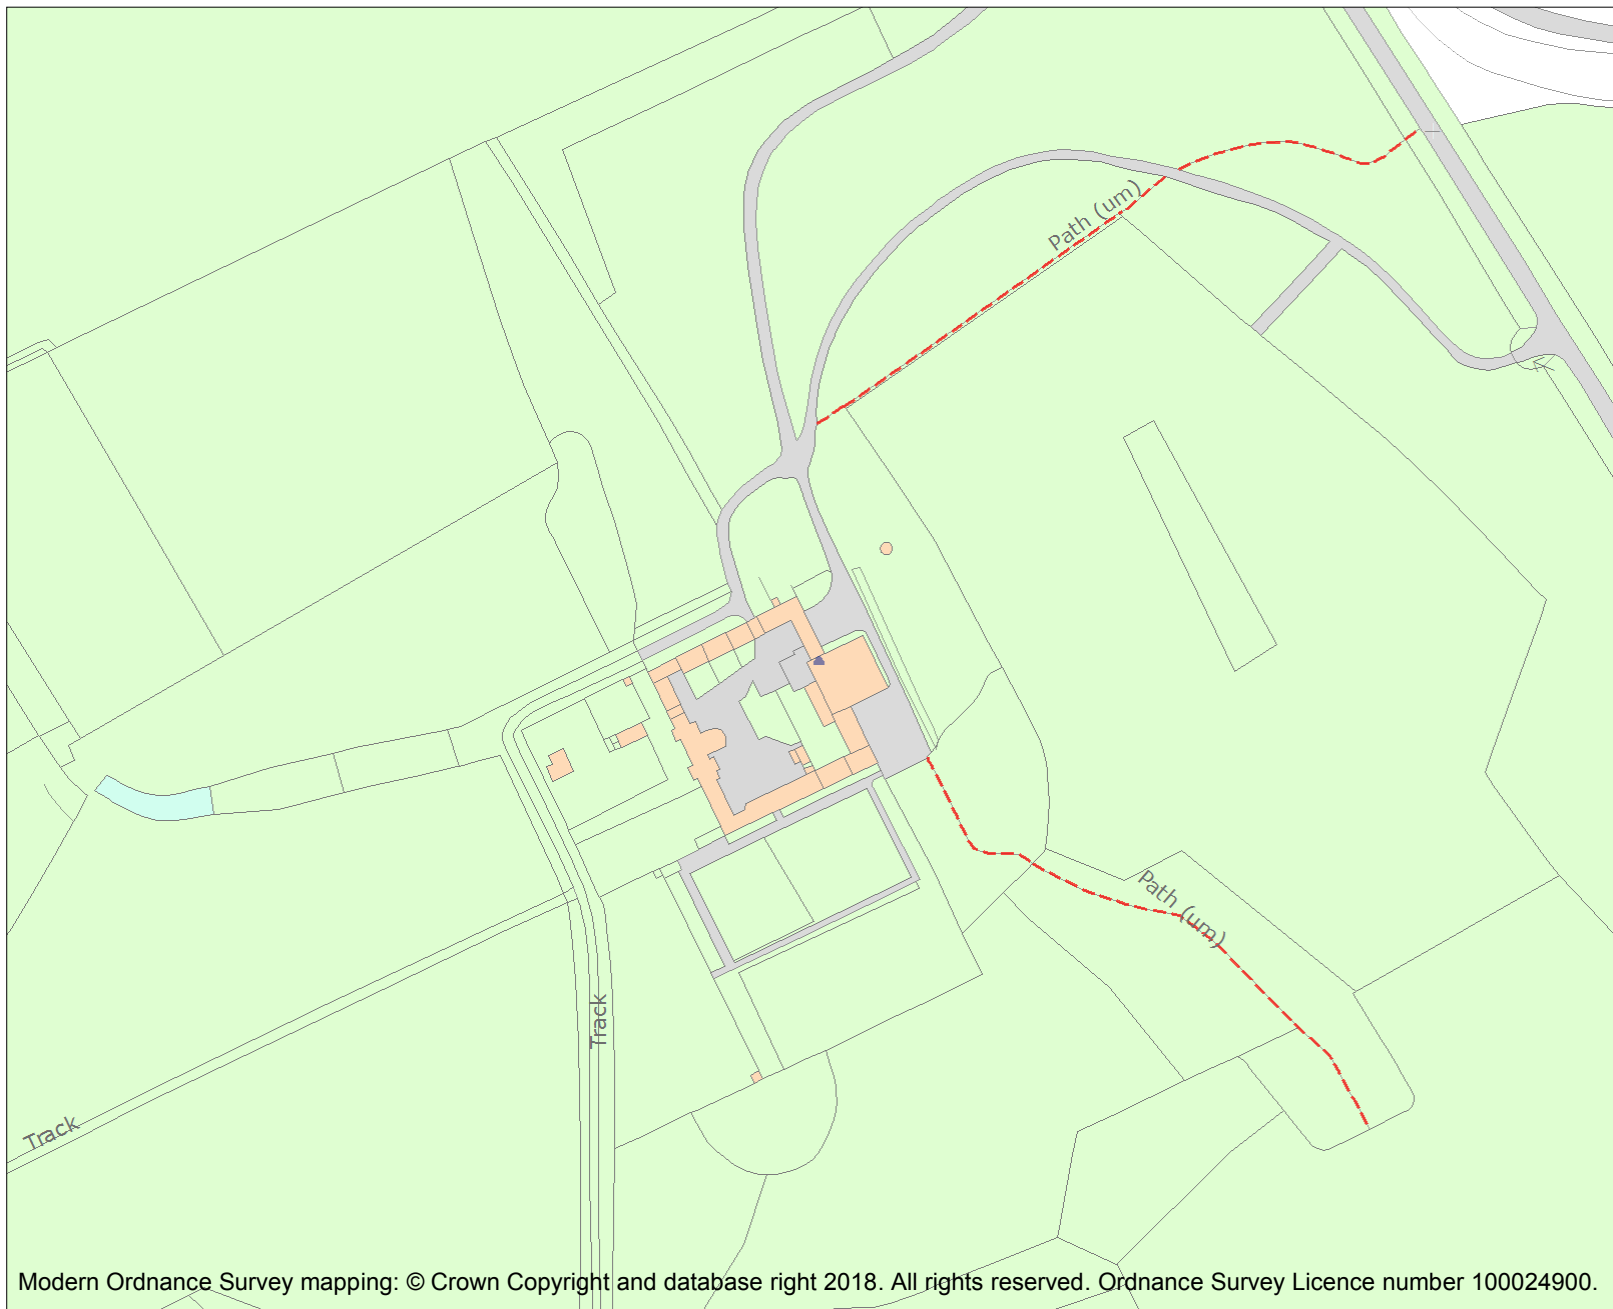 Path (um)
Path (um)
Track
Track
Modern Ordnance Survey mapping: © Crown Copyright and database right 2018. All rights reserved. Ordnance Survey Licence number 100024900.